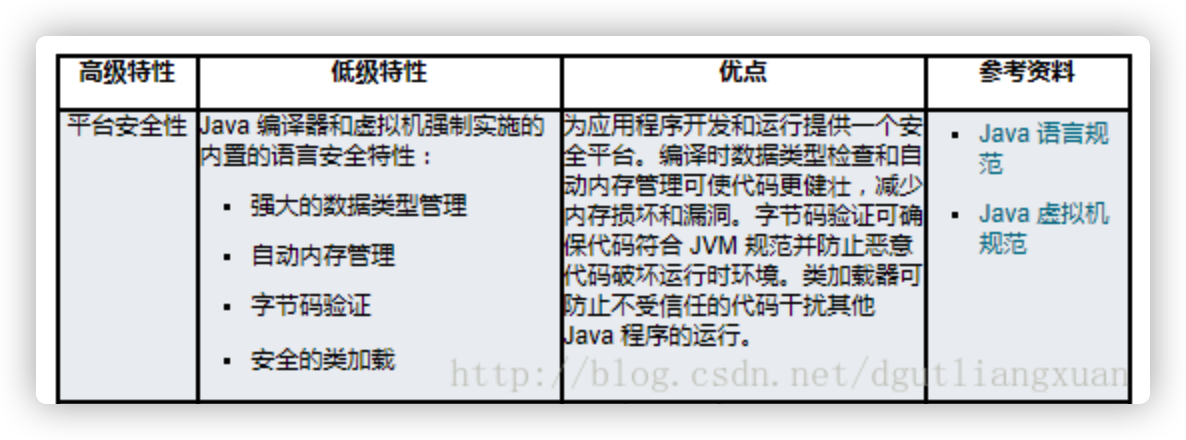 高级特性
低级特性
优点
参考资料
平台安全性
Java 编译器和虚拟机强制实施的
内置的语言安全特性：
▪ 强大的数据类型管理
▪ 自动内存管理
▪ 字节码验证
▪ 安全的类加载
为应用程序开发和运行提供一个安
全平台。编译时数据类型检查和自
动内存管理可使代码更健壮，减少
内存损坏和漏洞。字节码验证可确
保代码符合 JVM 规范并防止恶意
代码破坏运行时环境。类加载器可
防止不受信任的代码干扰其他
Java 程序的运行。
▪ Java 语言规
范
▪ Java 虚拟机
规范
http://blog.csdn.net/dgutliangxuan